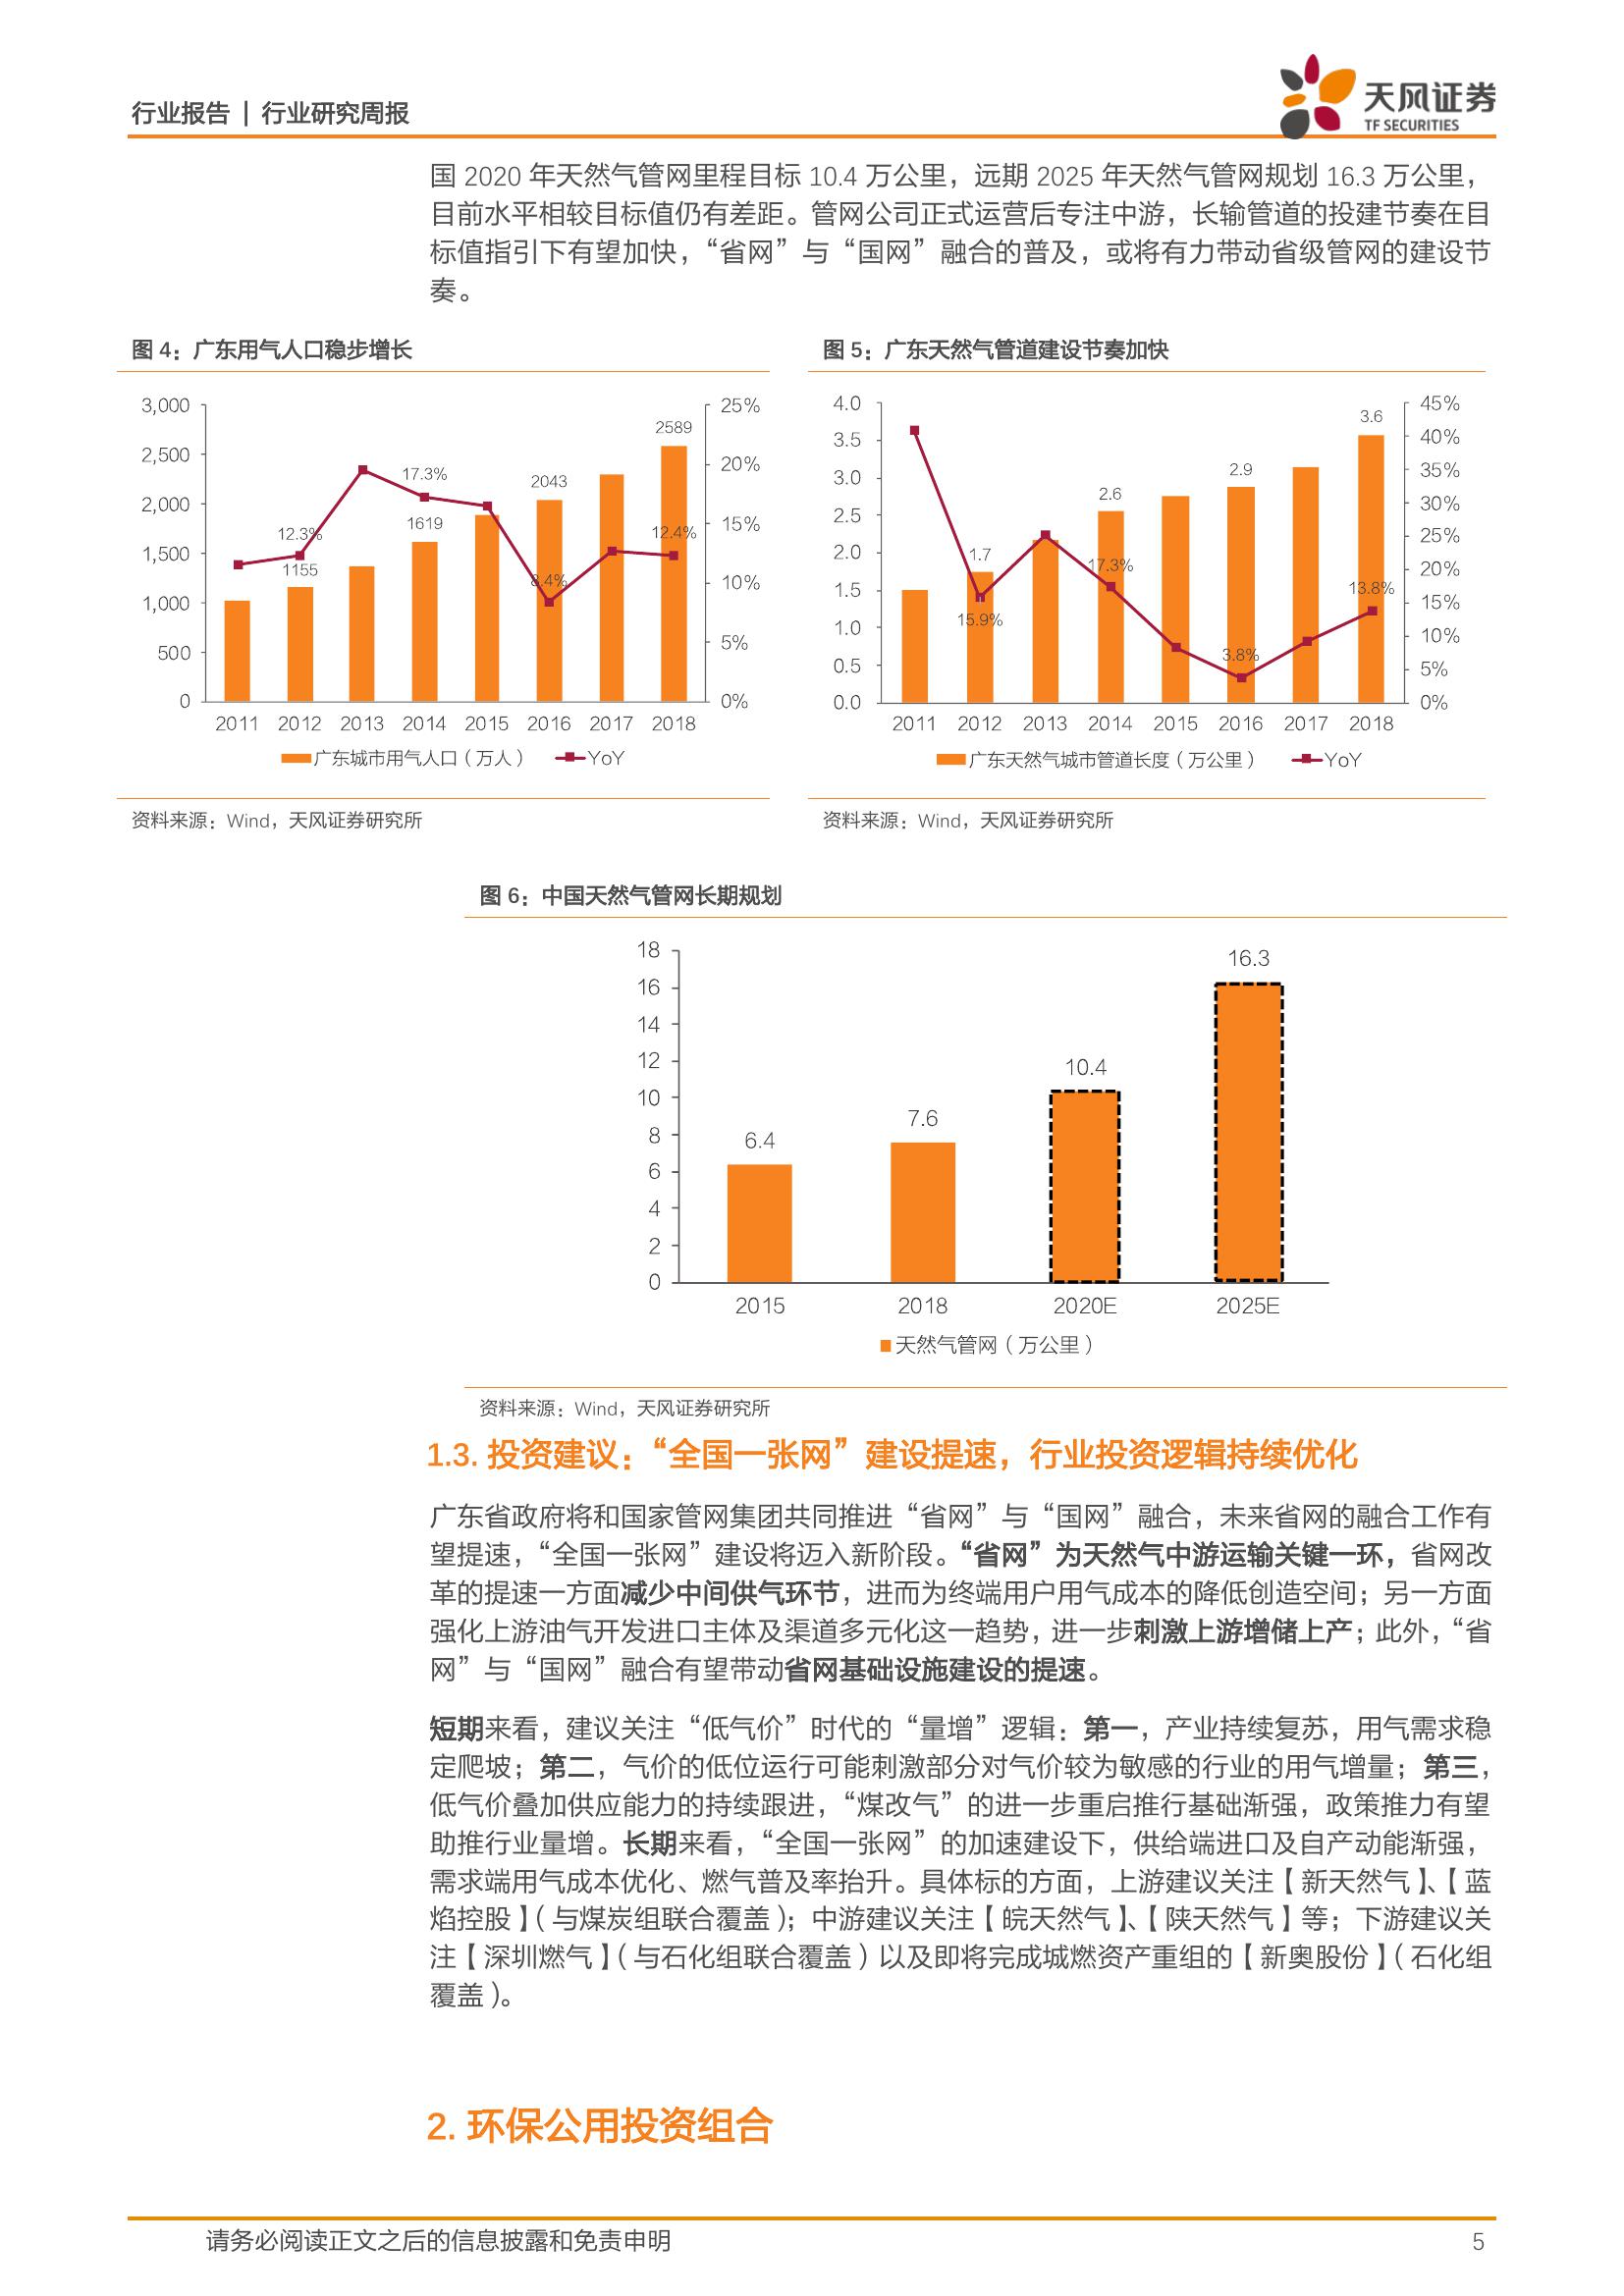 行业报告 | 行业研究周报
天风证券
TF SECURITIES
国 2020 年天然气管网里程目标 10.4 万公里，远期 2025 年天然气管网规划 16.3 万公里，
目前水平相较目标值仍有差距。管网公司正式运营后专注中游，长输管道的投建节奏在目
标值指引下有望加快，“省网”与“国网”融合的普及，或将有力带动省级管网的建设节
奏。
图 4：广东用气人口稳步增长
3,000
2,500
2,000
1,500
1,000
500
0
25%
20%
15%
10%
5%
0%
12.3%
1155
17.3%
1619
2043
8.4%
2589
12.4%
2011 2012 2013 2014 2015 2016 2017 2018
广东城市用气人口（万人） YoY
资料来源：Wind，天风证券研究所
图 5：广东天然气管道建设节奏加快
4.0
3.5
3.0
2.5
2.0
1.5
1.0
0.5
0.0
45%
40%
35%
30%
25%
20%
15%
10%
5%
0%
1.7
15.9%
2.6
17.3%
2.9
3.8%
3.6
13.8%
2011 2012 2013 2014 2015 2016 2017 2018
广东天然气城市管道长度（万公里） YoY
资料来源：Wind，天风证券研究所
图 6：中国天然气管网长期规划
18
16
14
12
10
8
6
4
2
0
6.4
7.6
10.4
16.3
2015 2018 2020E 2025E
天然气管网（万公里）
资料来源：Wind，天风证券研究所
1.3. 投资建议：“全国一张网”建设提速，行业投资逻辑持续优化
广东省政府将和国家管网集团共同推进“省网”与“国网”融合，未来省网的融合工作有
望提速，“全国一张网”建设将迈入新阶段。“省网”为天然气中游运输关键一环，省网改
革的提速一方面减少中间供气环节，进而为终端用户用气成本的降低创造空间；另一方面
强化上游油气开发进口主体及渠道多元化这一趋势，进一步刺激上游增储上产；此外，“省
网”与“国网”融合有望带动省网基础设施建设的提速。
短期来看，建议关注“低气价”时代的“量增”逻辑：第一，产业持续复苏，用气需求稳
定爬坡；第二，气价的低位运行可能刺激部分对气价较为敏感的行业的用气增量；第三，
低气价叠加供应能力的持续跟进，“煤改气”的进一步重启推行基础渐强，政策推力有望
助推行业量增。长期来看，“全国一张网”的加速建设下，供给端进口及自产动能渐强，
需求端用气成本优化、燃气普及率抬升。具体标的方面，上游建议关注【新天然气】、【蓝
焰控股】（与煤炭组联合覆盖）；中游建议关注【皖天然气】、【陕天然气】等；下游建议关
注【深圳燃气】（与石化组联合覆盖）以及即将完成城燃资产重组的【新奥股份】（石化组
覆盖）。
2. 环保公用投资组合
请务必阅读正文之后的信息披露和免责申明
5